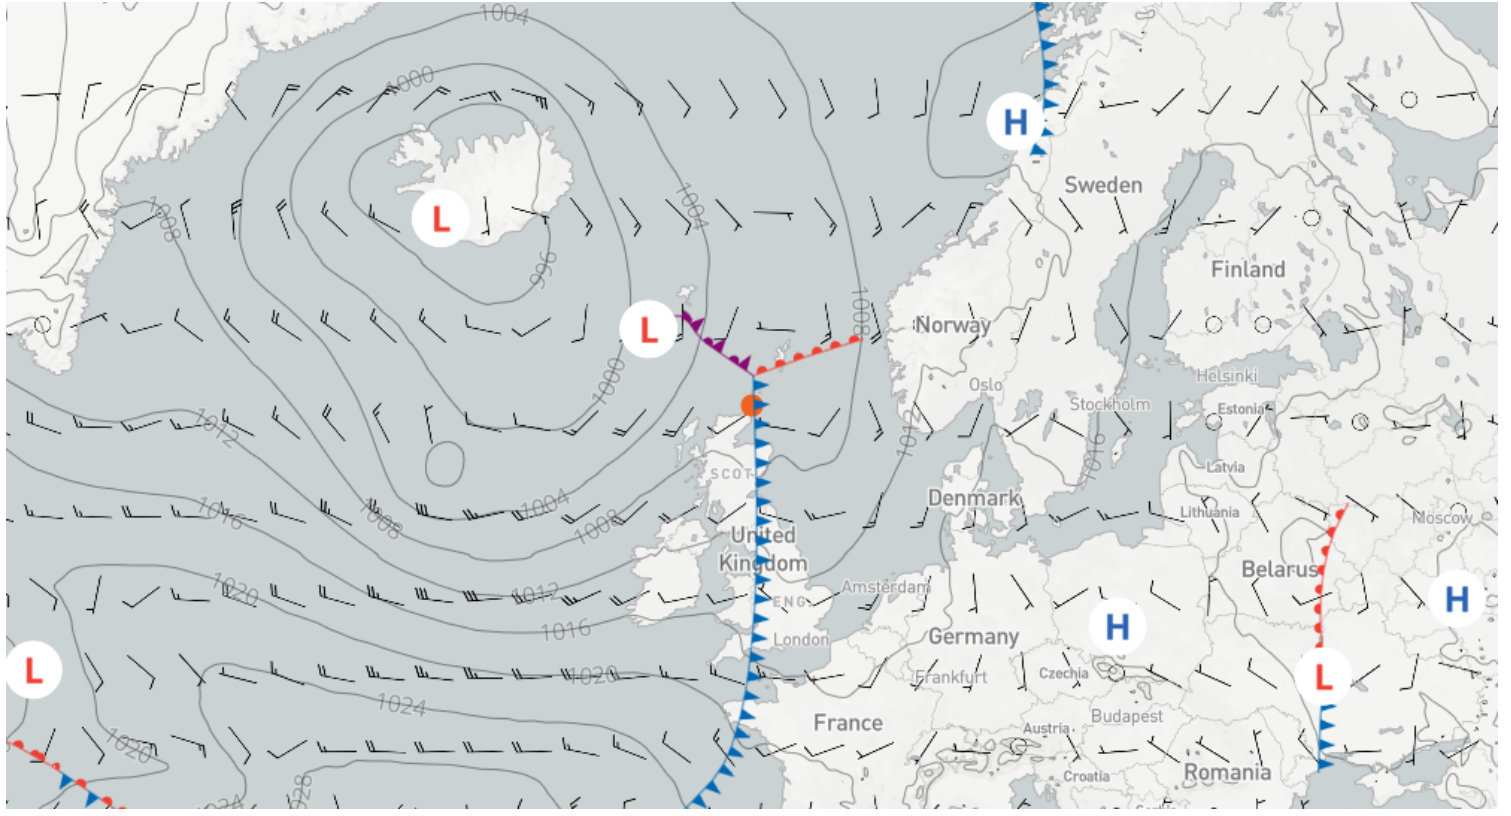 1004
1000
H
Sweden
1008
L
1004
996
Finland
L
1008
Norway
Helsinki
1000
Oslo
Stockholm
Estonia
1012
1012
1016
SCOT
Latvia
Denmark
1016
1008
1004
1008
Lithuania
Moscow
United
Kingdom
Belarus
1020
1012
ENG
Amsterdam
H
H
1016
London
Germany
L
1020
Frankfurt
Czechia
L
1024
France
Budapest
Austria
1020
Croatia
Romania
1028